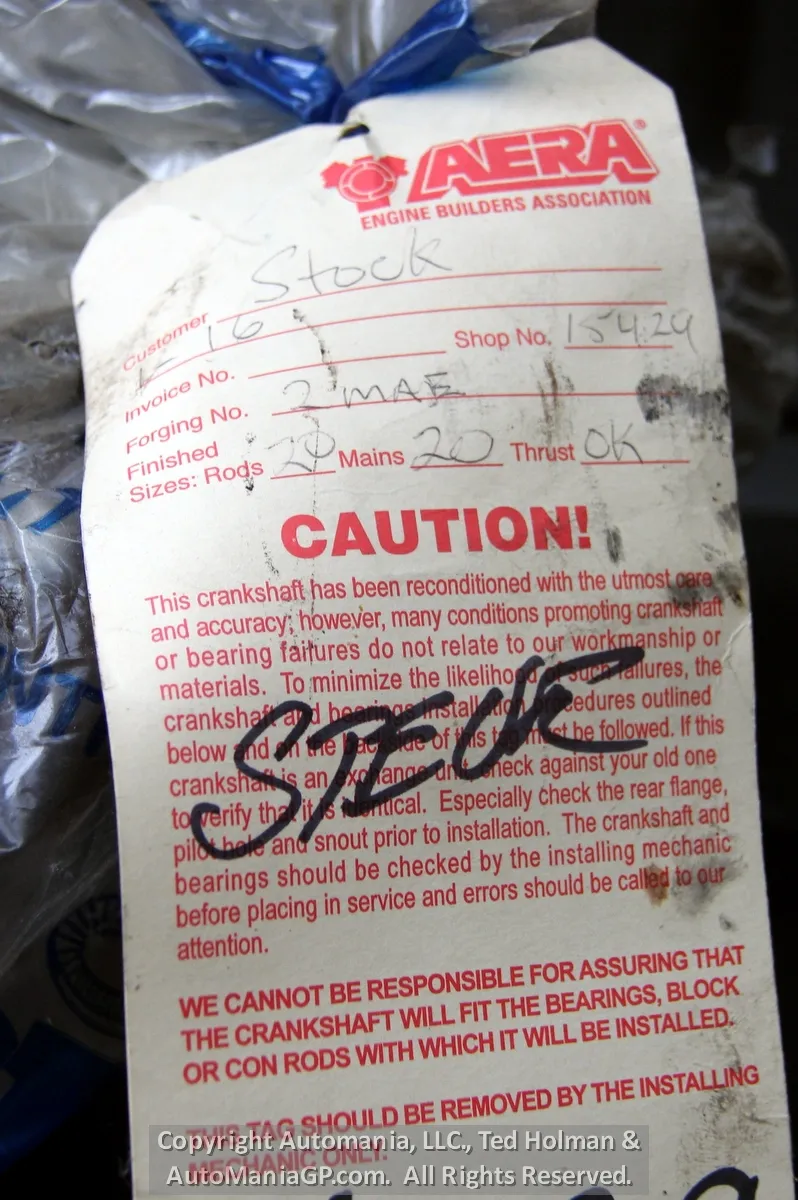 AERA®
ENGINE BUILDERS ASSOCIATION
Customer Stock
1-16
Invoice No. Shop No. 15429
Forging No. 2 MAE
Finished
Sizes: Rods 20 Mains 20 Thrust OK
CAUTION!
This crankshaft has been reconditioned with the utmost care
and accuracy; however, many conditions promoting crankshaft
or bearing failures do not relate to our workmanship or
materials. To minimize the likelihood of such failures, the
crankshaft and bearings installation procedures outlined
below and on the backside of this tag must be followed. If this
crankshaft is an exchange unit, check against your old one
to verify that it is identical. Especially check the rear flange,
pilot hole and snout prior to installation. The crankshaft and
bearings should be checked by the installing mechanic
before placing in service and errors should be called to our
attention.
STEVE
WE CANNOT BE RESPONSIBLE FOR ASSURING THAT
THE CRANKSHAFT WILL FIT THE BEARINGS, BLOCK
OR CON RODS WITH WHICH IT WILL BE INSTALLED.
THIS TAG SHOULD BE REMOVED BY THE INSTALLING
MECHANIC ONLY.
Copyright Automania, LLC., Ted Holman &
AutoManiaGP.com. All Rights Reserved.